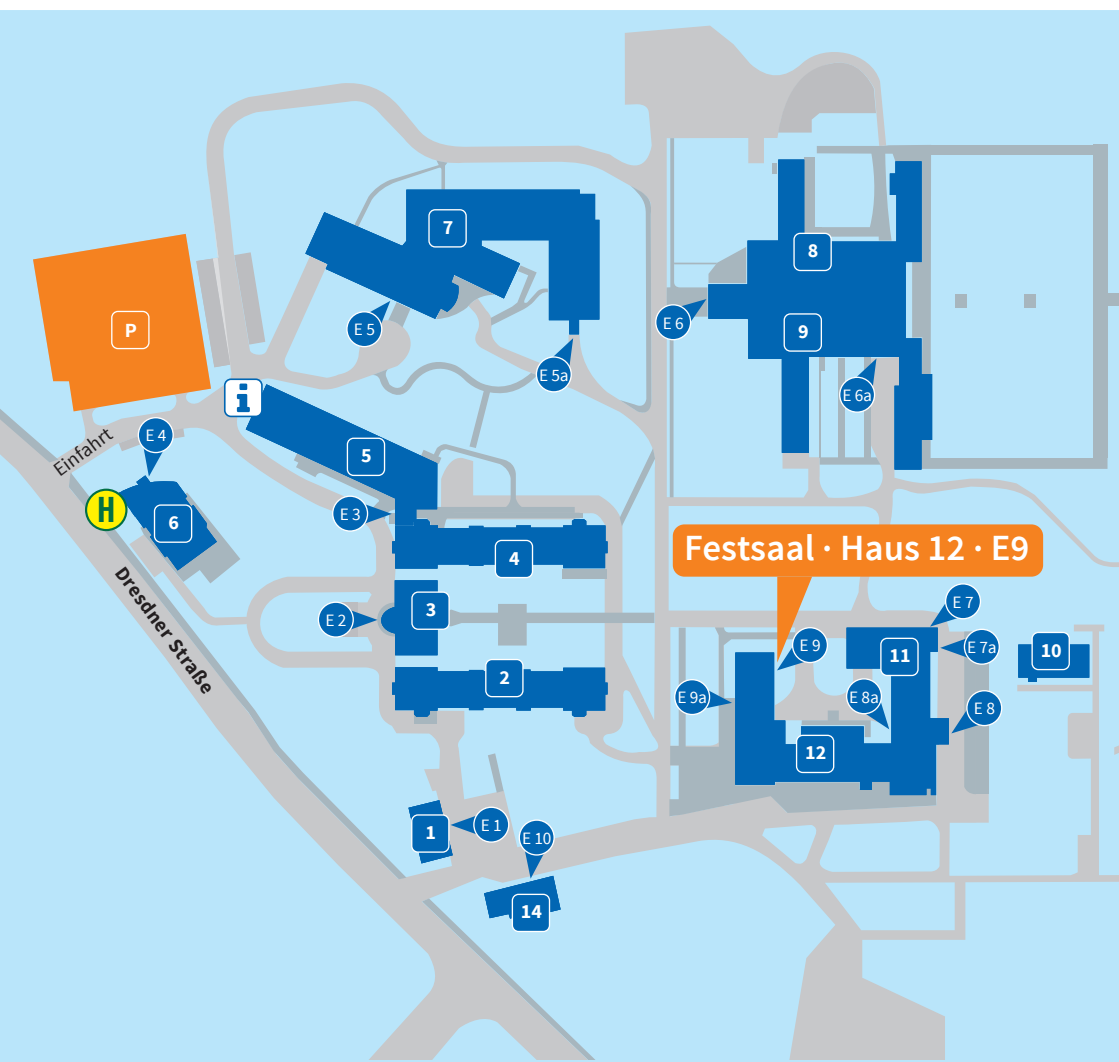 7
8
E 5
E 6
9
P
E 5a
i
E 6a
Einfahrt
E 4
5
H
6
E 3
4
Festsaal · Haus 12 · E9
Dresdner Straße
E 2
3
E 7
E 9
11
E 7a
10
2
E 9a
E 8a
E 8
12
1
E 1
E 10
14